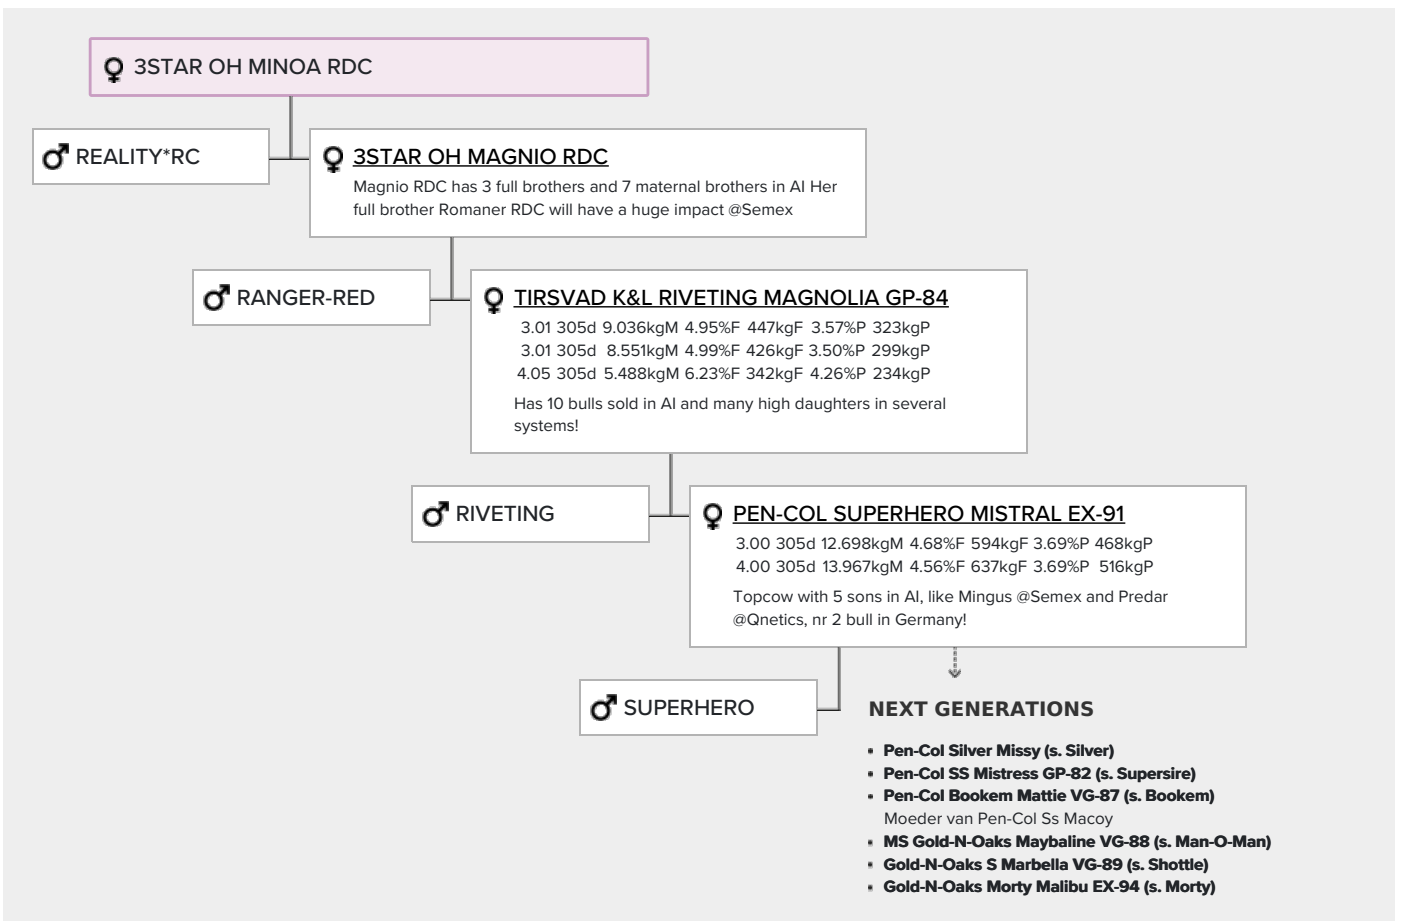 3STAR OH MINOA RDC
REALITY*RC
3STAR OH MAGNIO RDC
Magnio RDC has 3 full brothers and 7 maternal brothers in AI Her
full brother Romaner RDC will have a huge impact @Semex
RANGER-RED
TIRSVAD K&L RIVETING MAGNOLIA GP-84
3.01 305d 9.036kgM 4.95%F 447kgF 3.57%P 323kgP
3.01 305d 8.551kgM 4.99%F 426kgF 3.50%P 299kgP
4.05 305d 5.488kgM 6.23%F 342kgF 4.26%P 234kgP
Has 10 bulls sold in AI and many high daughters in several
systems!
RIVETING
PEN-COL SUPERHERO MISTRAL EX-91
3.00 305d 12.698kgM 4.68%F 594kgF 3.69%P 468kgP
4.00 305d 13.967kgM 4.56%F 637kgF 3.69%P 516kgP
Topcow with 5 sons in AI, like Mingus @Semex and Predar
@Qnetics, nr 2 bull in Germany!
SUPERHERO
NEXT GENERATIONS
Pen-Col Silver Missy (s. Silver)
Pen-Col SS Mistress GP-82 (s. Supersire)
Pen-Col Bookem Mattie VG-87 (s. Bookem)
Moeder van Pen-Col Ss Macoy
MS Gold-N-Oaks Maybaline VG-88 (s. Man-O-Man)
Gold-N-Oaks S Marbella VG-89 (s. Shottle)
Gold-N-Oaks Morty Malibu EX-94 (s. Morty)